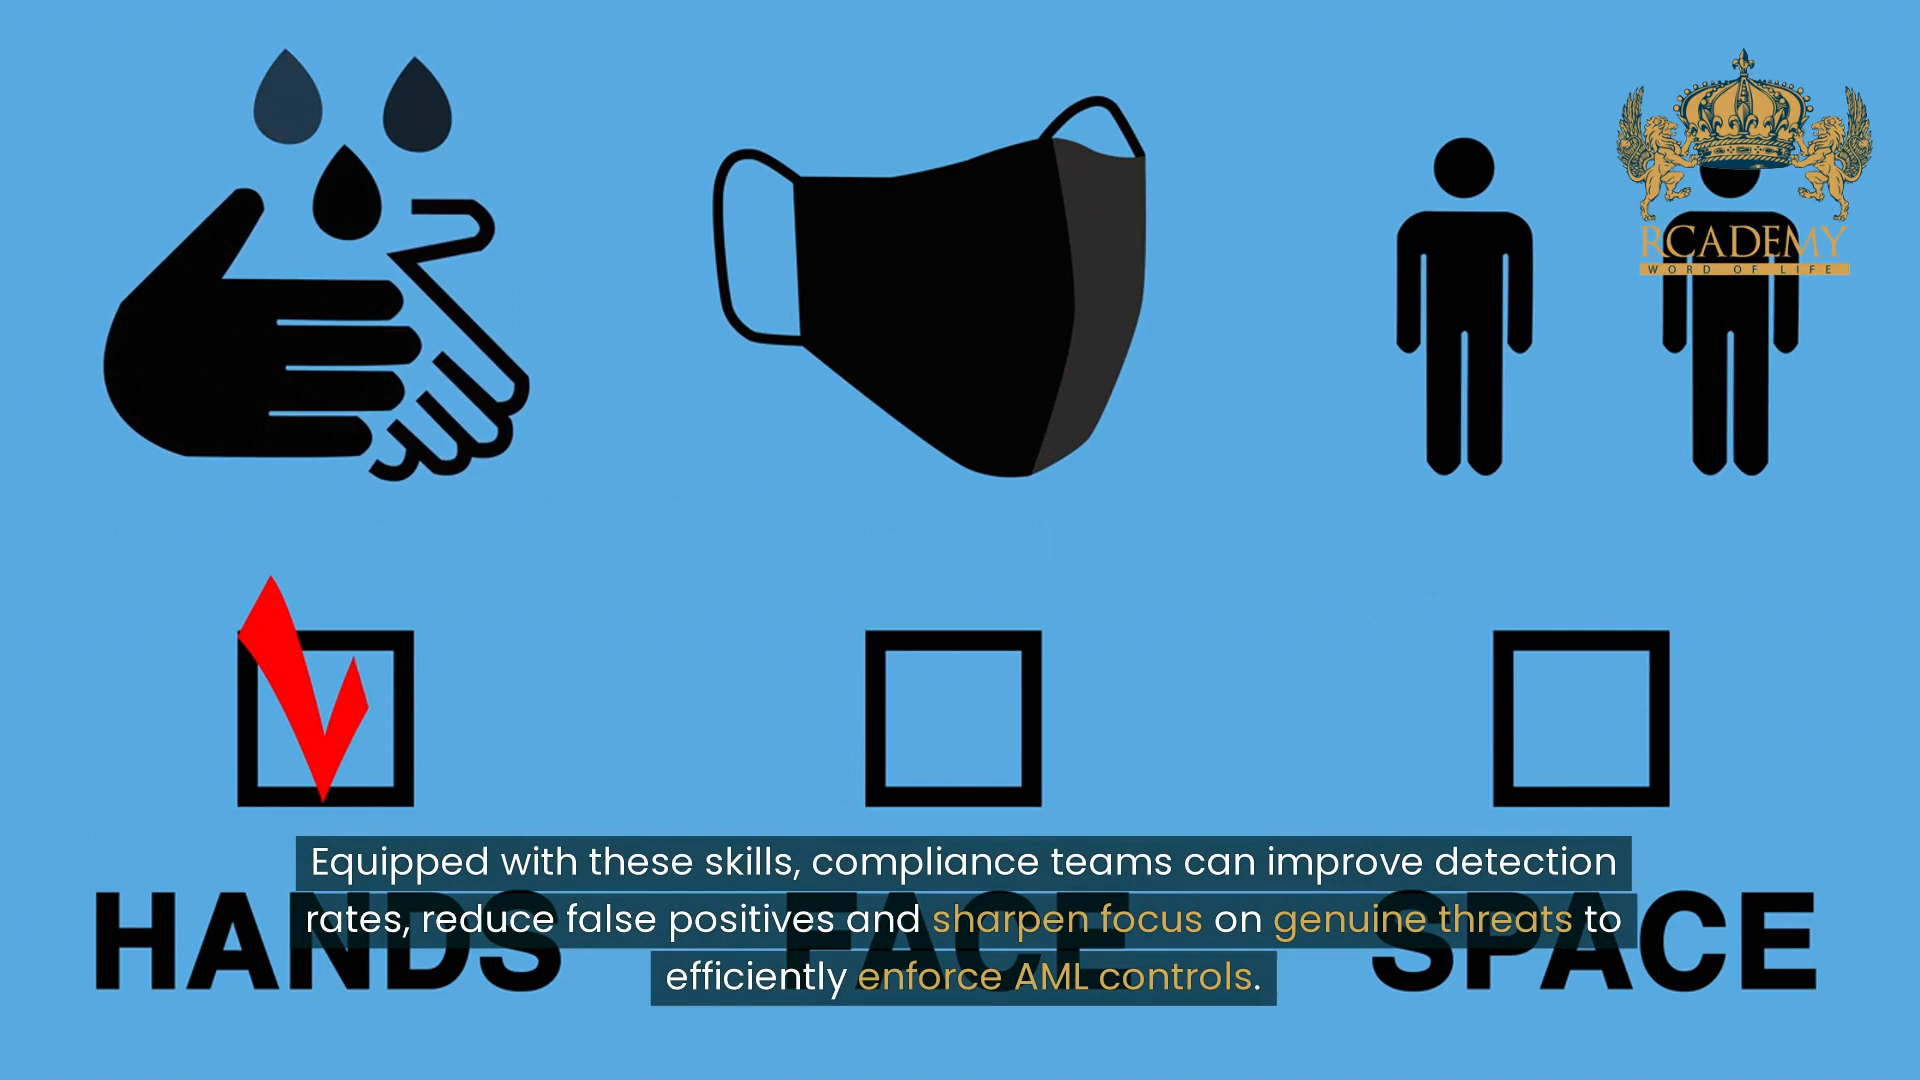 RCADEMY
WORD OF LIFE
Equipped with these skills, compliance teams can improve detection
rates, reduce false positives and sharpen focus on genuine threats to
efficiently enforce AML controls.
HANDS
FACE
SPACE